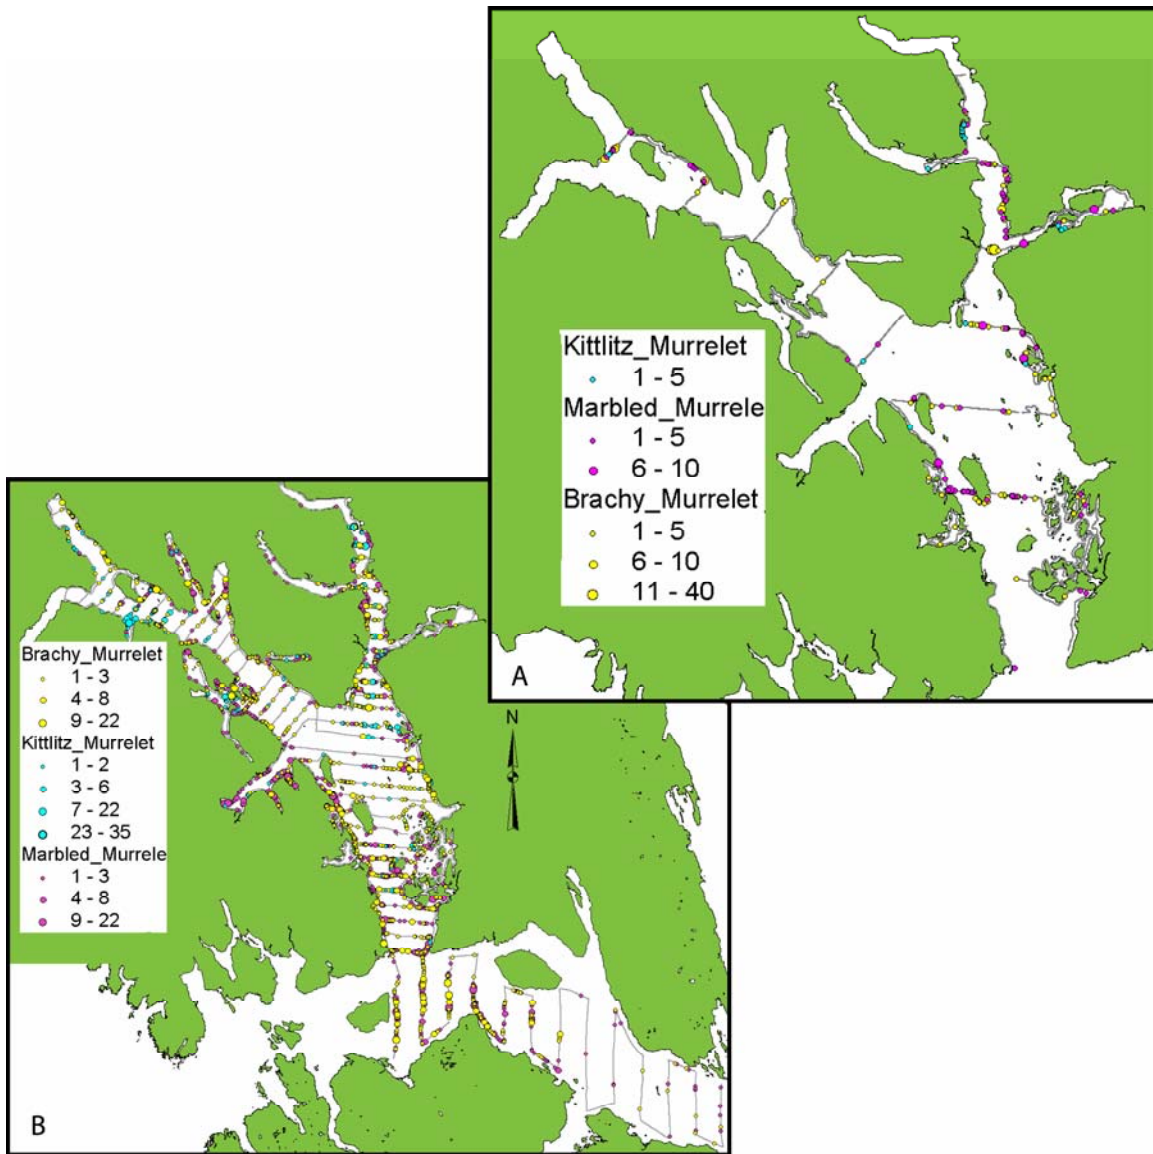 Kittlitz_Murrelet
1 - 5
Marbled_Murrele
1 - 5
6 - 10
Brachy_Murrelet
1 - 5
6 - 10
11 - 40
A
Brachy_Murrelet
1 - 3
4 - 8
9 - 22
Kittlitz_Murrelet
1 - 2
3 - 6
7 - 22
23 - 35
Marbled_Murrele
1 - 3
4 - 8
9 - 22
N
B